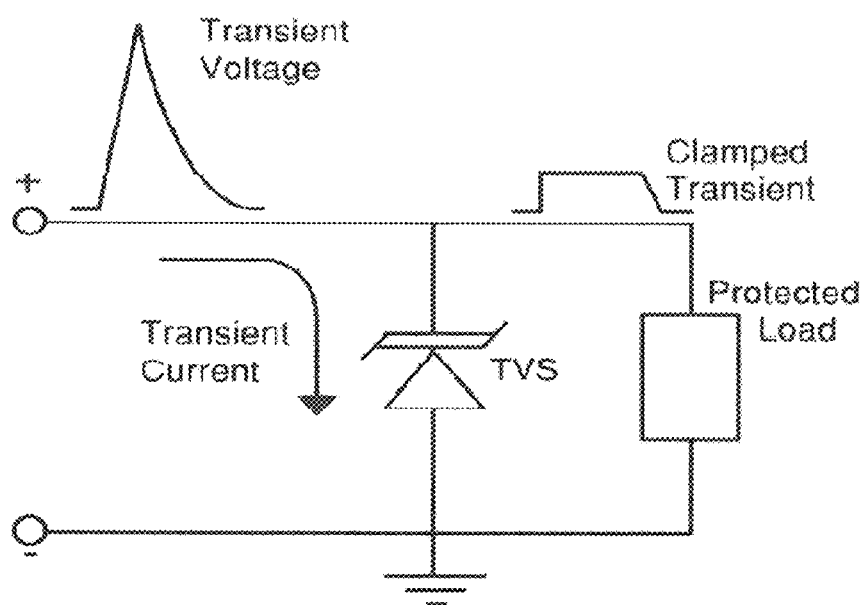 Transient
Voltage
Clamped
Transient
+
Protected
Load
Transient
Current
TVS
-